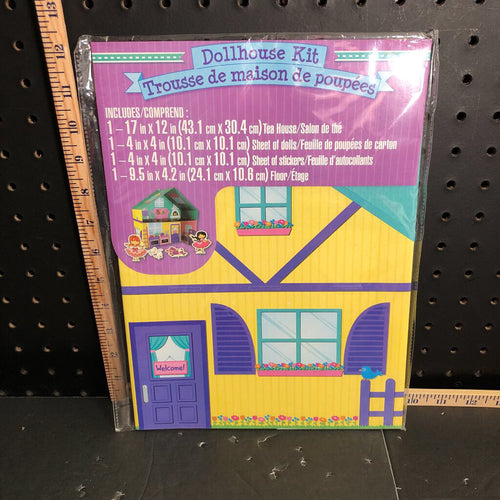 Dollhouse Kit
Trousse de maison de poupées
INCLUDES/COMPREND :
1 – 17 in X 12 in (43.1 cm X 30.4 cm) Tea House/Salon de thé
1 – 4 in X 4 in (10.1 cm X 10.1 cm) Sheet of dolls/Feuille de poupées de carton
1 – 4 in X 4 in (10.1 cm X 10.1 cm) Sheet of stickers/Feuille d'autocollants
1 – 9.5 in X 4.2 in (24.1 cm X 10.6 cm) Floor/Étage
Welcome!